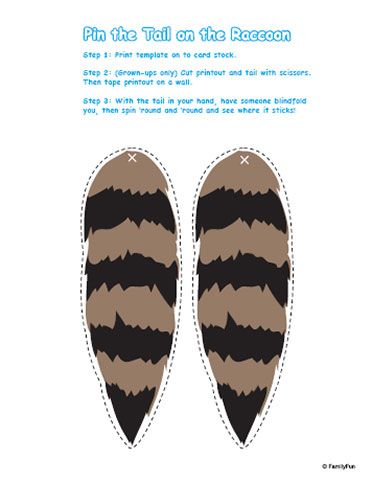 Pin the Tail on the Raccoon
Step 1: Print template on to card stock.
Step 2: (Grown-ups only) Cut printout and tail with scissors.
Then tape printout on a wall.
Step 3: With the tail in your hand, have someone blindfold
you, then spin 'round and 'round and see where it sticks!
© FamilyFun